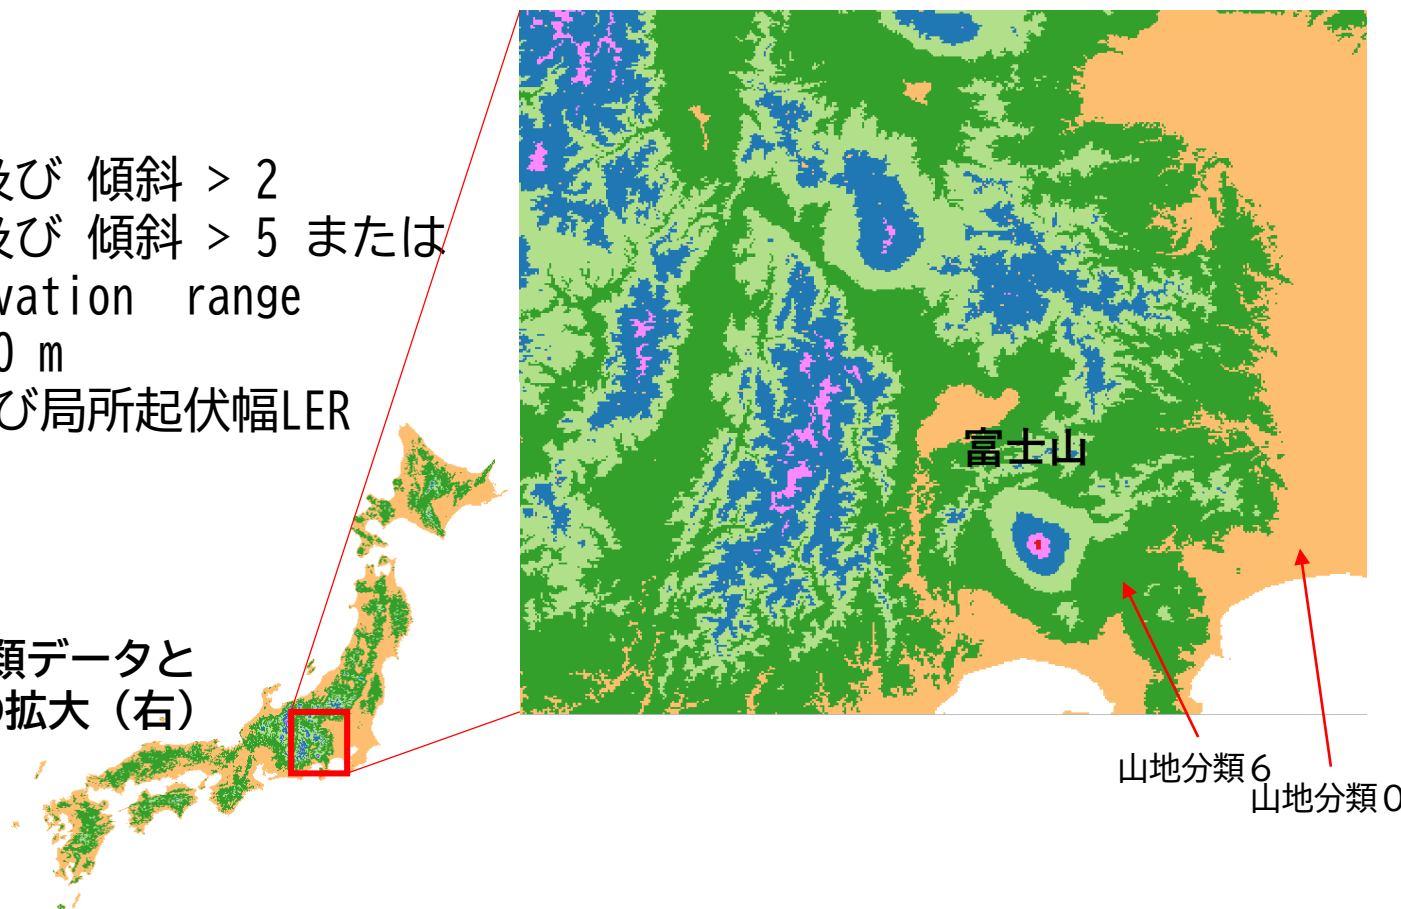 及び 傾斜 > 2
及び 傾斜 > 5 または
vation range
0 m
び局所起伏幅LER
富士山
類データと
の拡大（右）
山地分類６
山地分類０